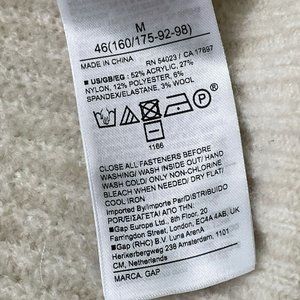 M
46(160/175-92-98)
MADE IN CHINA RN 54023 / CA 17897
• US/GB/EG : 52% ACRYLIC, 27%
NYLON, 12% POLYESTER, 6%
SPANDEX/ELASTANE, 3% WOOL
P
1166
CLOSE ALL FASTENERS BEFORE
WASHING/ WASH INSIDE OUT/ HAND
WASH COLD/ ONLY NON-CHLORINE
BLEACH WHEN NEEDED/ DRY FLAT/
COOL IRON
Imported By/Importe Par/DISTRIBUIDO
POR/ΕΙΣΑΓΕΤΑΙ ΑΠΟ ΤΗΝ:
■Gap Europe Ltd, 8th Floor, 20
Farringdon Street, London, EC4A 4AB, UK
■Gap (RHC) B.V. Luna ArenA
Herikerbergweg 238 Amsterdam, 1101
CM, Netherlands
MARCA. GAP